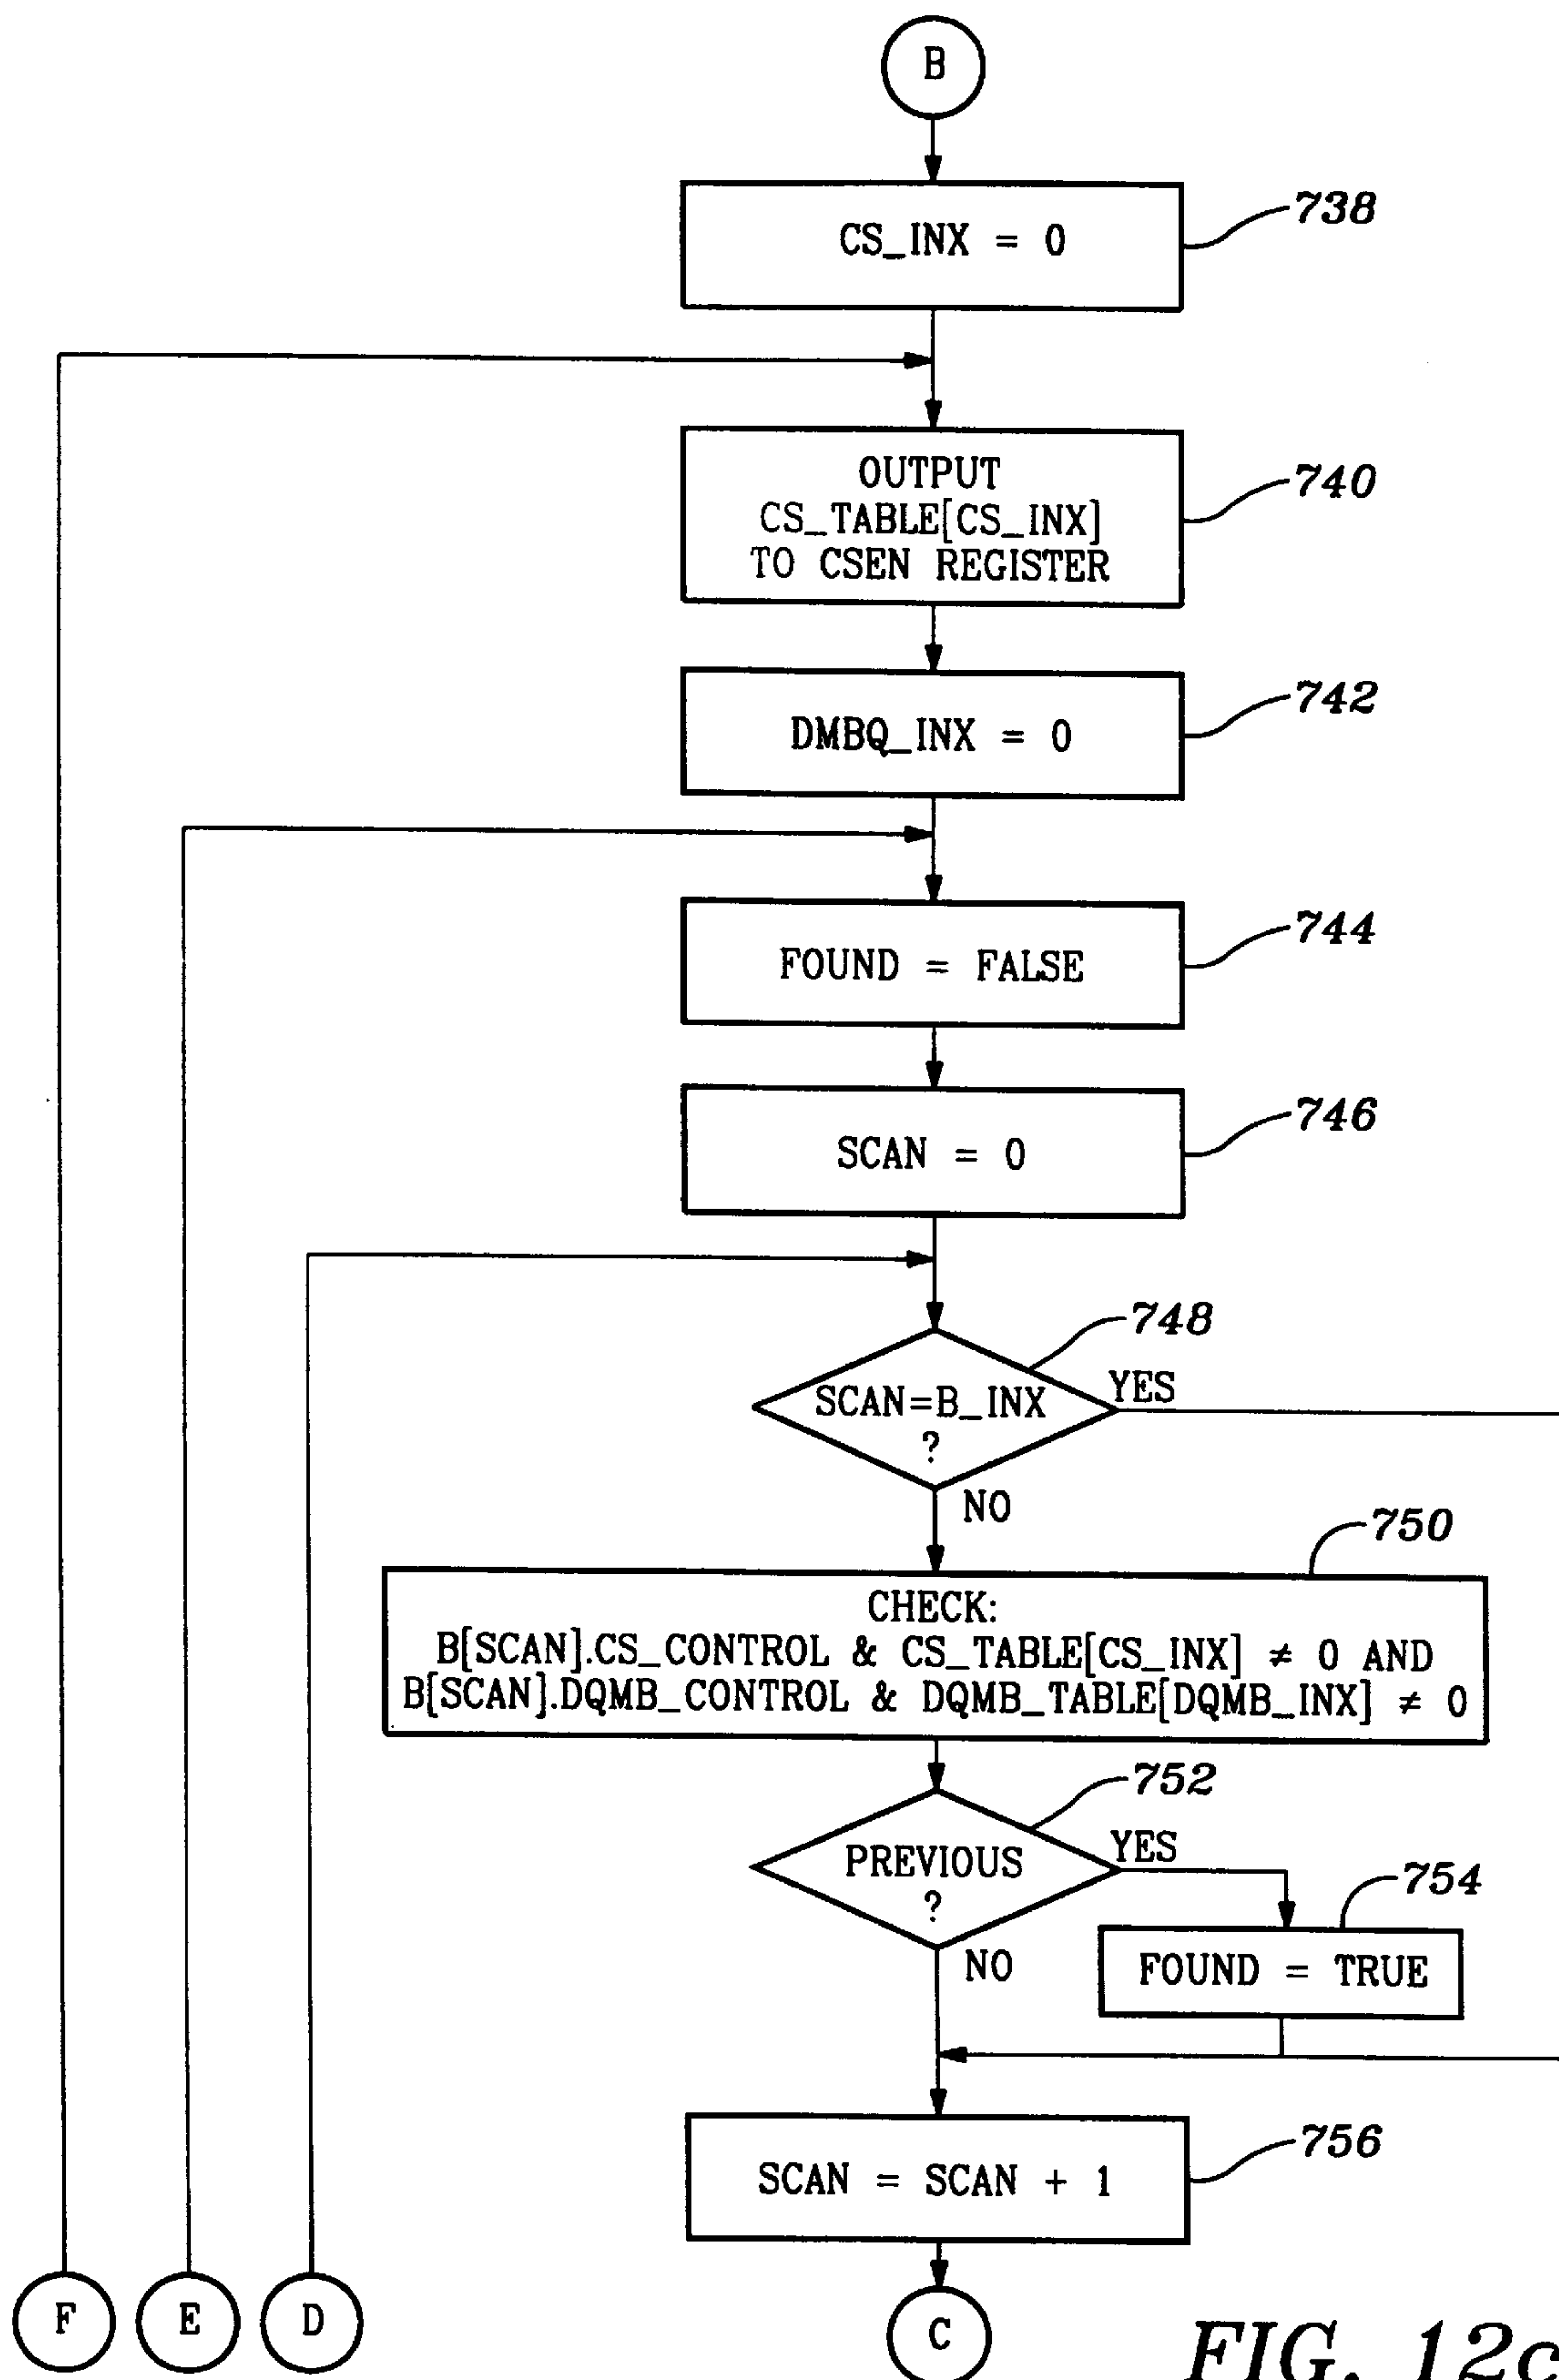 B
738
CS_INX = 0
740
OUTPUT
CS_TABLE[CS_INX]
TO CSEN REGISTER
742
DMBQ_INX = 0
744
FOUND = FALSE
746
SCAN = 0
748
SCAN=B_INX
?
YES
NO
750
CHECK:
B[SCAN].CS_CONTROL & CS_TABLE[CS_INX] ≠ 0 AND
B[SCAN].DQMB_CONTROL & DQMB_TABLE[DQMB_INX] ≠ 0
752
PREVIOUS
?
YES
NO
754
FOUND = TRUE
756
SCAN = SCAN + 1
F
E
D
C
FIG. 12c